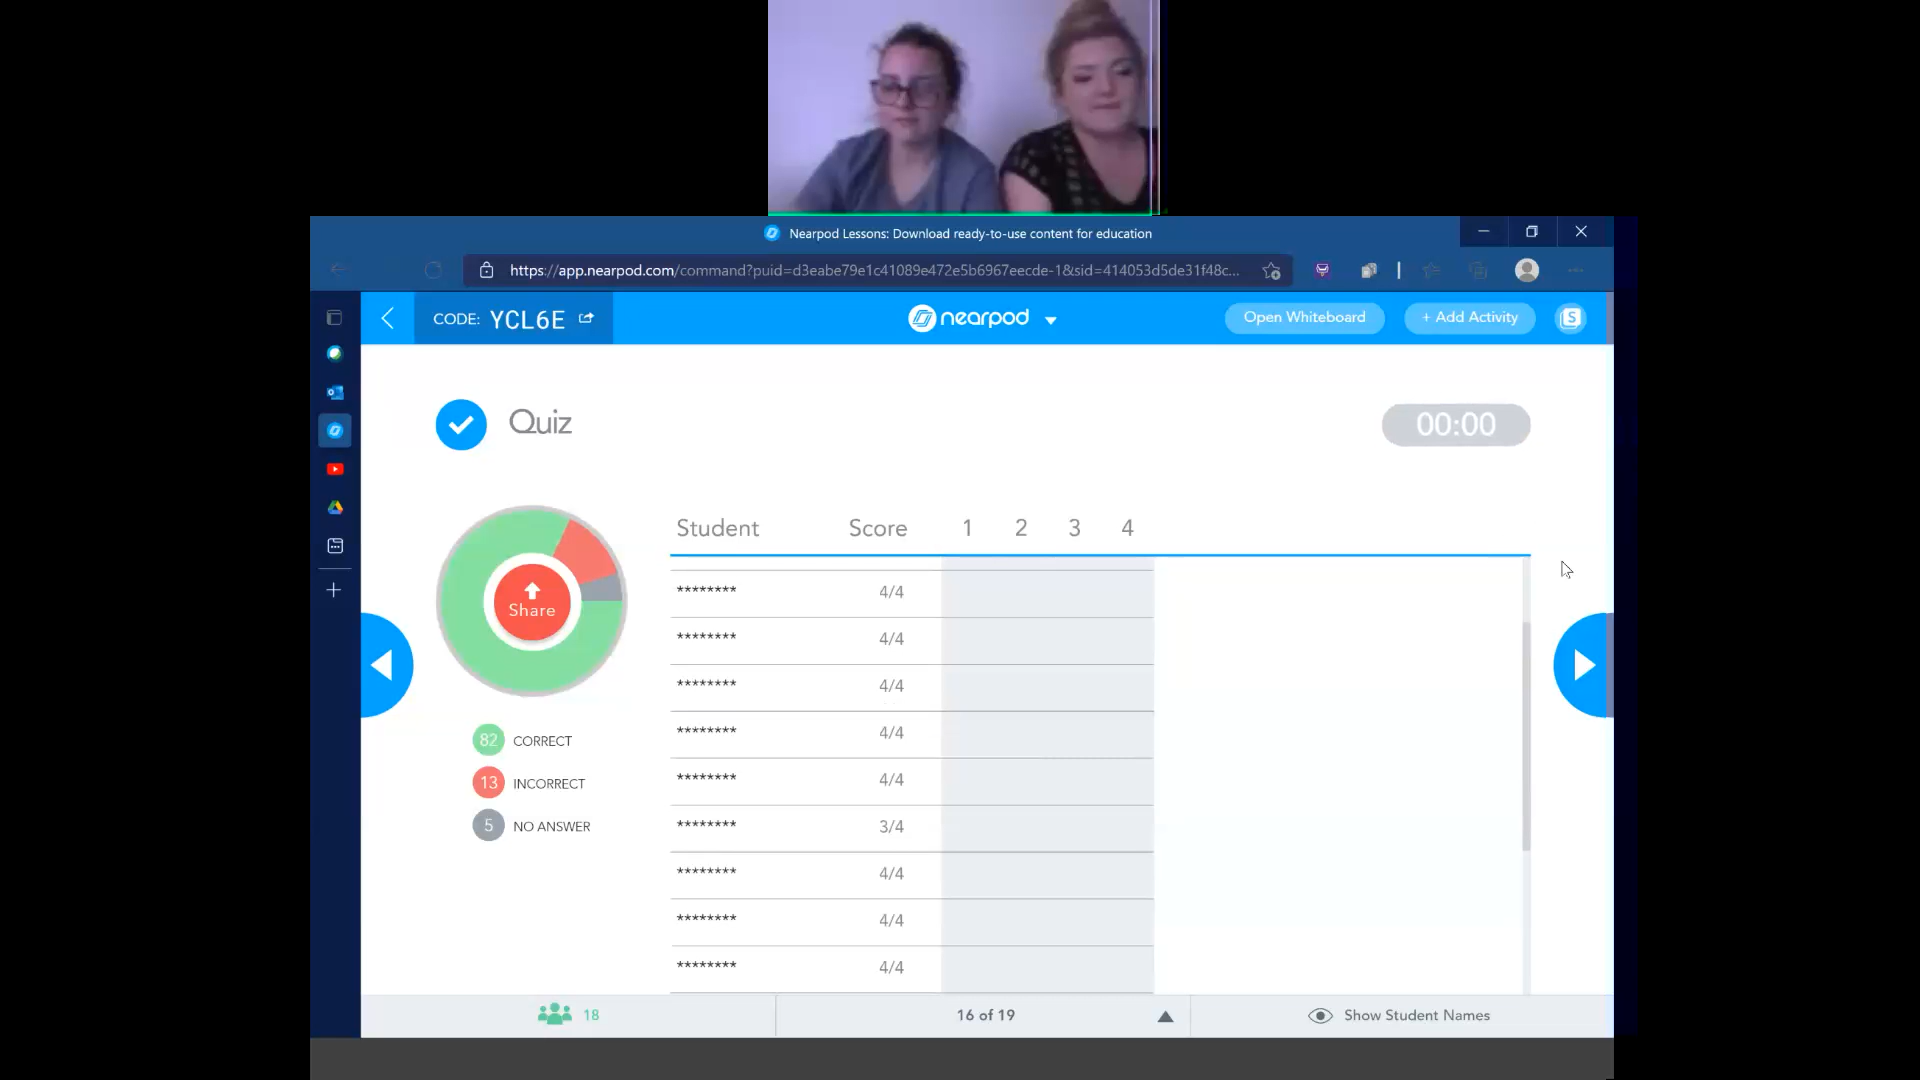 Nearpod Lessons: Download ready-to-use content for education
https://app.nearpod.com/command?puid=d3eabe79e1c41089e472e5b6967eecde-1&sid=414053d5de31f48c...
CODE: YCL6E
nearpod
Open Whiteboard
+ Add Activity
S
Quiz
00:00
Student Score 1 2 3 4
******** 4/4
******** 4/4
******** 4/4
******** 4/4
******** 4/4
******** 3/4
******** 4/4
******** 4/4
******** 4/4
Share
82 CORRECT
13 INCORRECT
5 NO ANSWER
18
16 of 19
Show Student Names